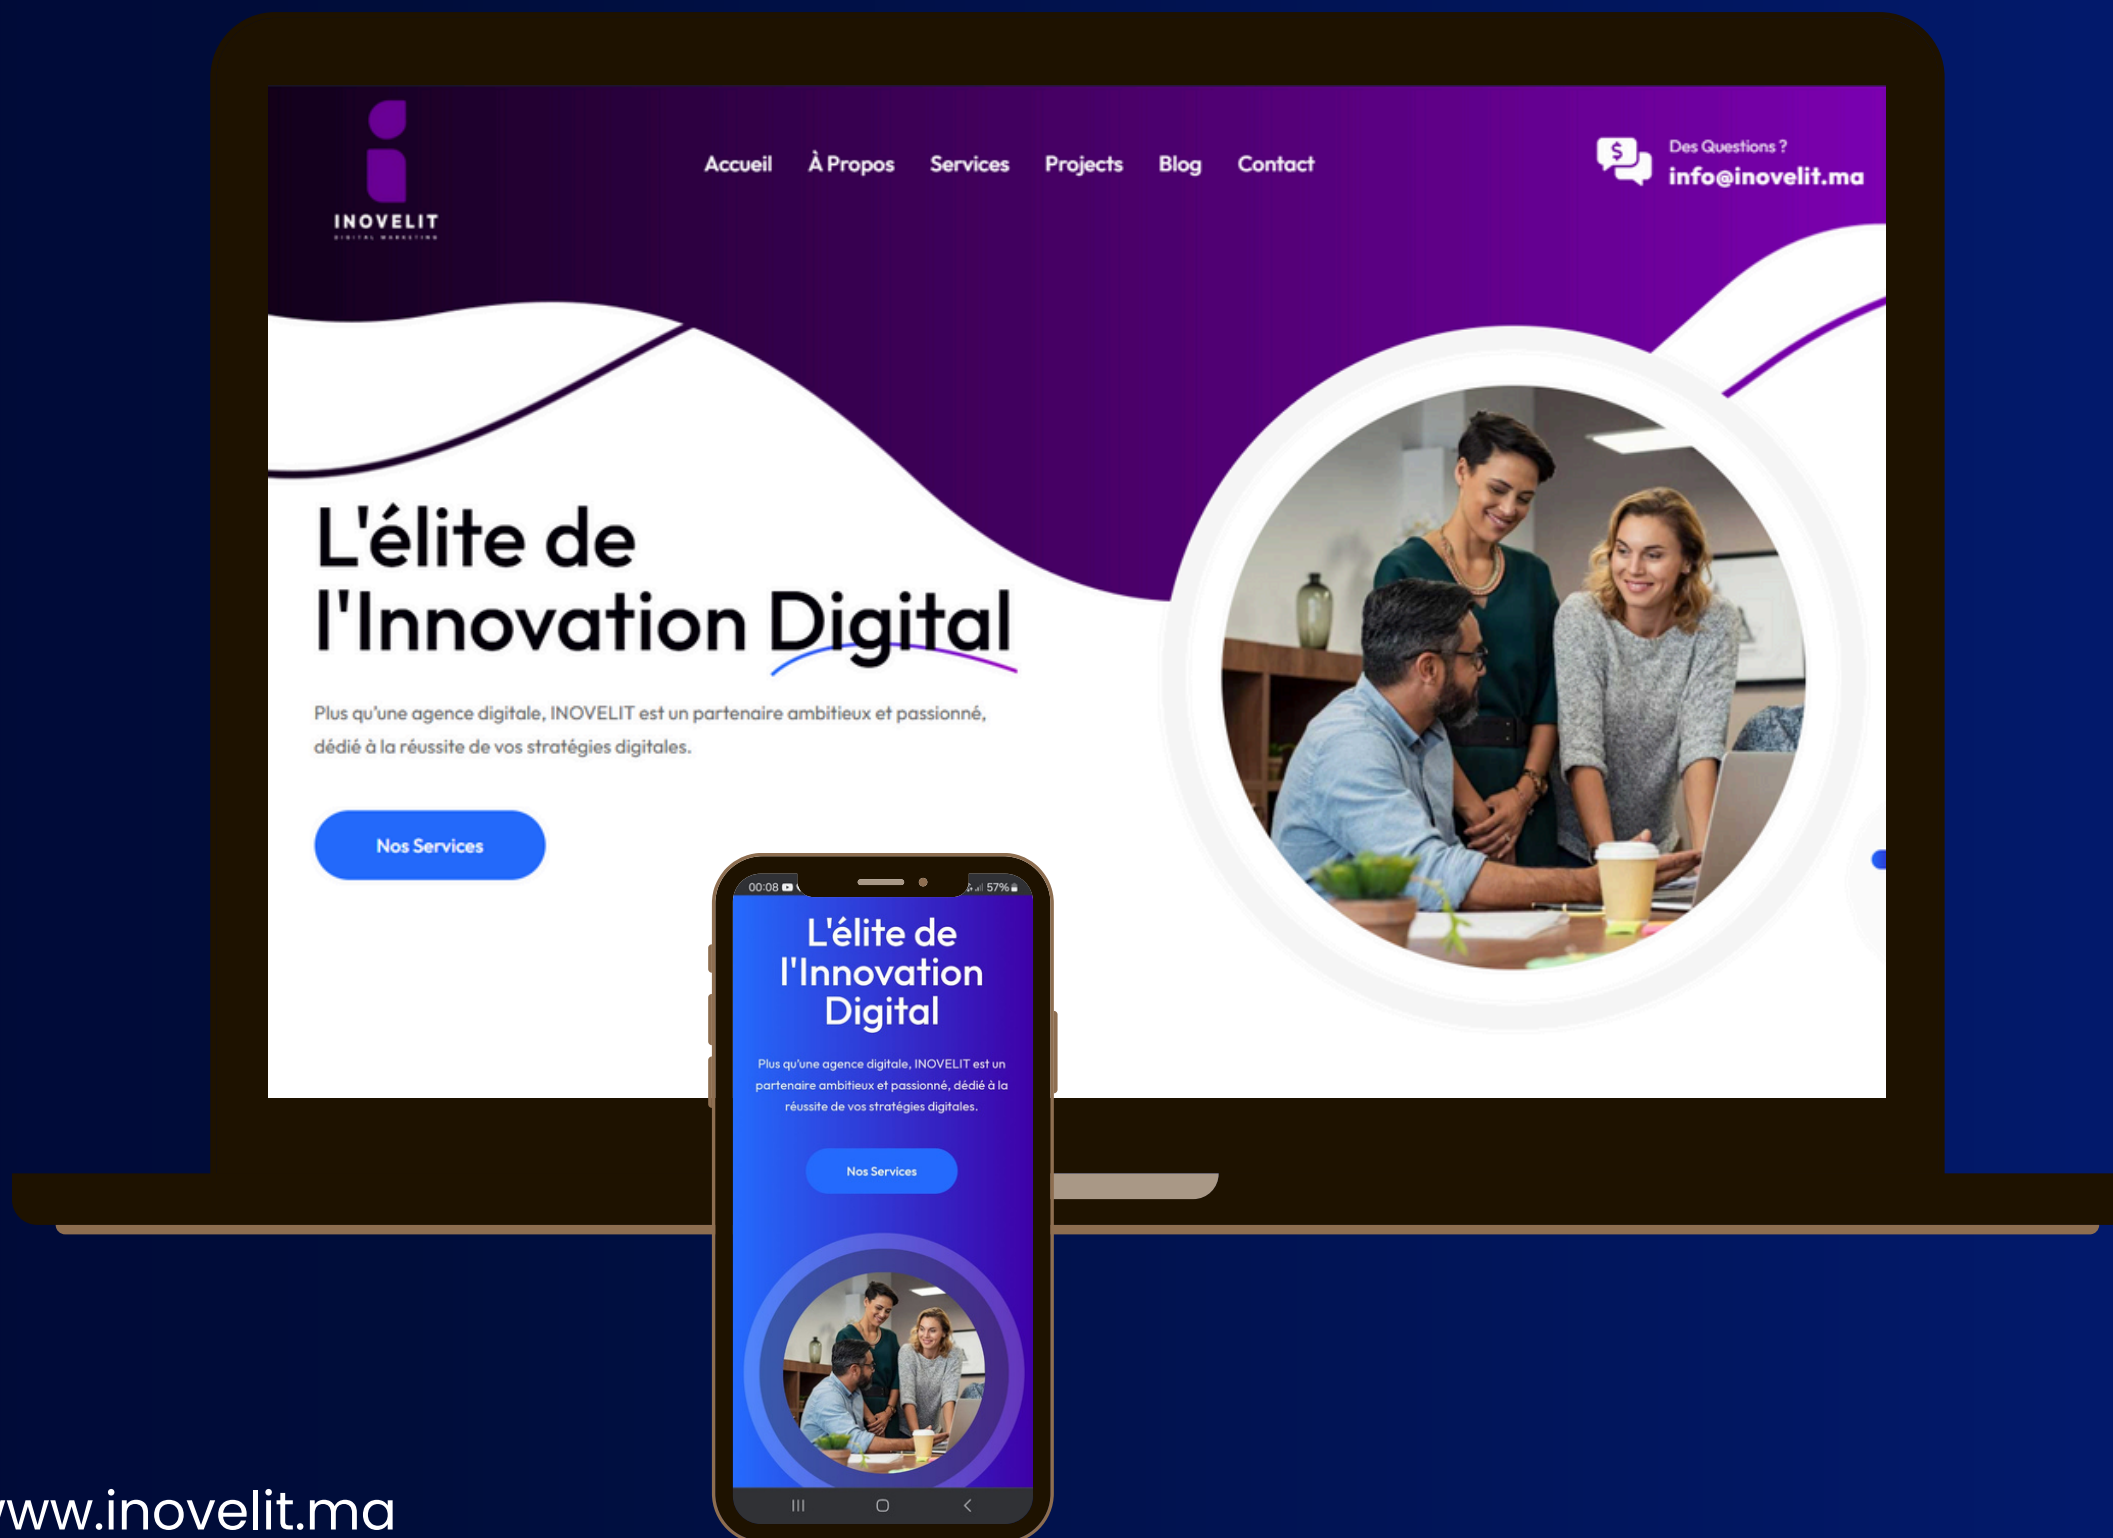 INOVELIT
DIGITAL MARKETING
Accueil À Propos Services Projects Blog Contact
Des Questions ?
info@inovelit.ma
L'élite de
l'Innovation Digital
Plus qu'une agence digitale, INOVELIT est un partenaire ambitieux et passionné,
dédié à la réussite de vos stratégies digitales.
Nos Services
00:08 57%
L'élite de
l'Innovation
Digital
Plus qu'une agence digitale, INOVELIT est un
partenaire ambitieux et passionné, dédié à la
réussite de vos stratégies digitales.
Nos Services
www.inovelit.ma